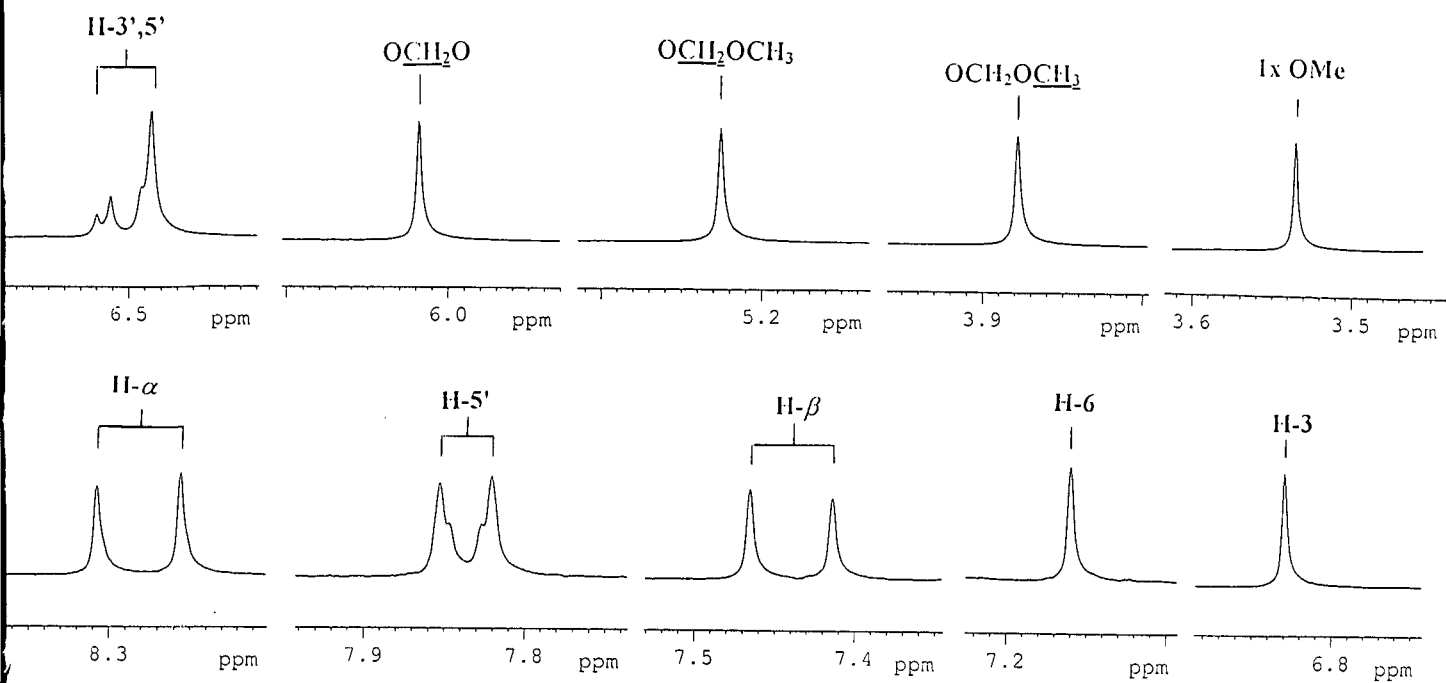 H-3',5'
OCH₂O
OCH₂OCH₃
OCH₂OCH₃
1x OMe
6.5 ppm
6.0 ppm
5.2 ppm
3.9 ppm
3.6 3.5 ppm
H-α
H-5'
H-β
H-6
H-3
8.3 ppm
7.9 7.8 ppm
7.5 7.4 ppm
7.2 ppm
6.8 ppm